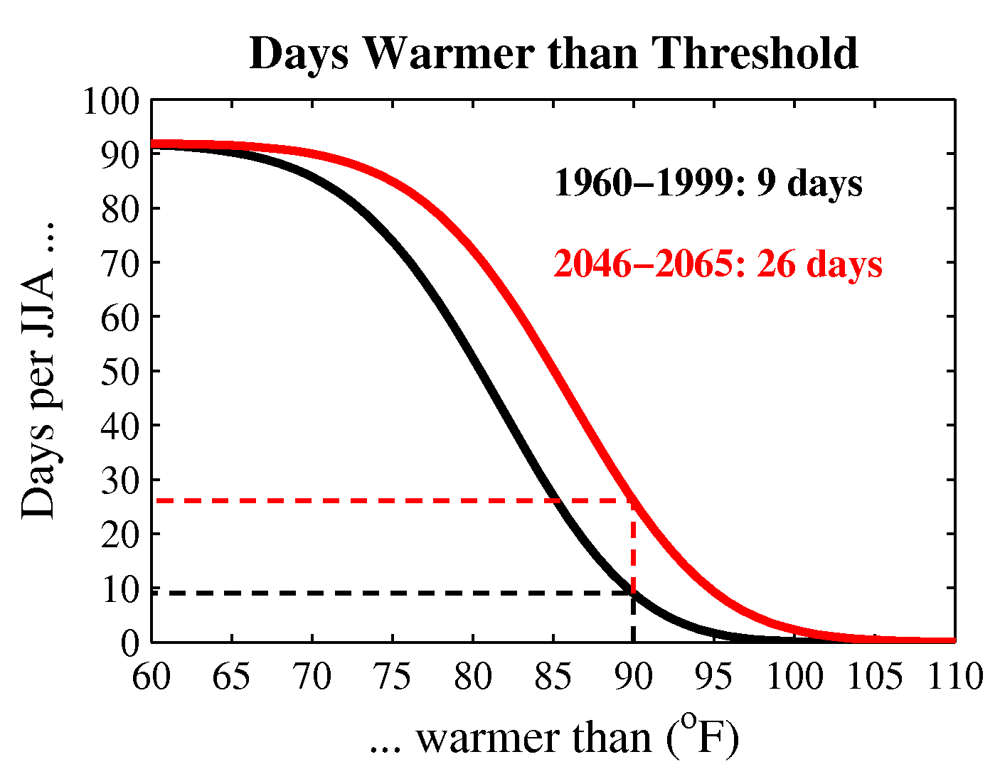 Days Warmer than Threshold
100
90
80
70
60
50
40
30
20
10
0
Days per JJA ...
1960–1999: 9 days
2046–2065: 26 days
60 65 70 75 80 85 90 95 100 105 110
... warmer than (°F)